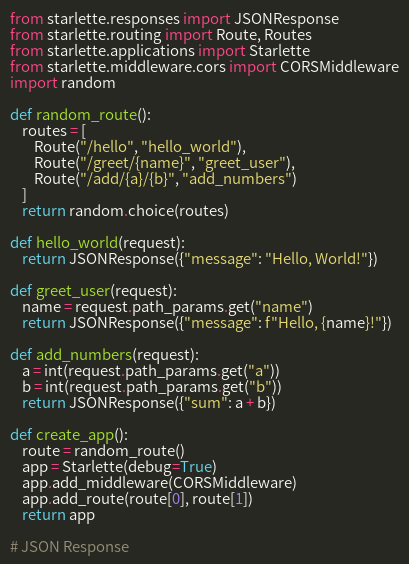 from starlette.responses import JSONResponse
from starlette.routing import Route, Routes
from starlette.applications import Starlette
from starlette.middleware.cors import CORSMiddleware
import random

def random_route():
    routes = [
        Route("/hello", "hello_world"),
        Route("/greet/{name}", "greet_user"),
        Route("/add/{a}/{b}", "add_numbers")
    ]
    return random.choice(routes)

def hello_world(request):
    return JSONResponse({"message": "Hello, World!"})

def greet_user(request):
    name = request.path_params.get("name")
    return JSONResponse({"message": f"Hello, {name}!"})

def add_numbers(request):
    a = int(request.path_params.get("a"))
    b = int(request.path_params.get("b"))
    return JSONResponse({"sum": a + b})

def create_app():
    route = random_route()
    app = Starlette(debug=True)
    app.add_middleware(CORSMiddleware)
    app.add_route(route[0], route[1])
    return app

# JSON Response